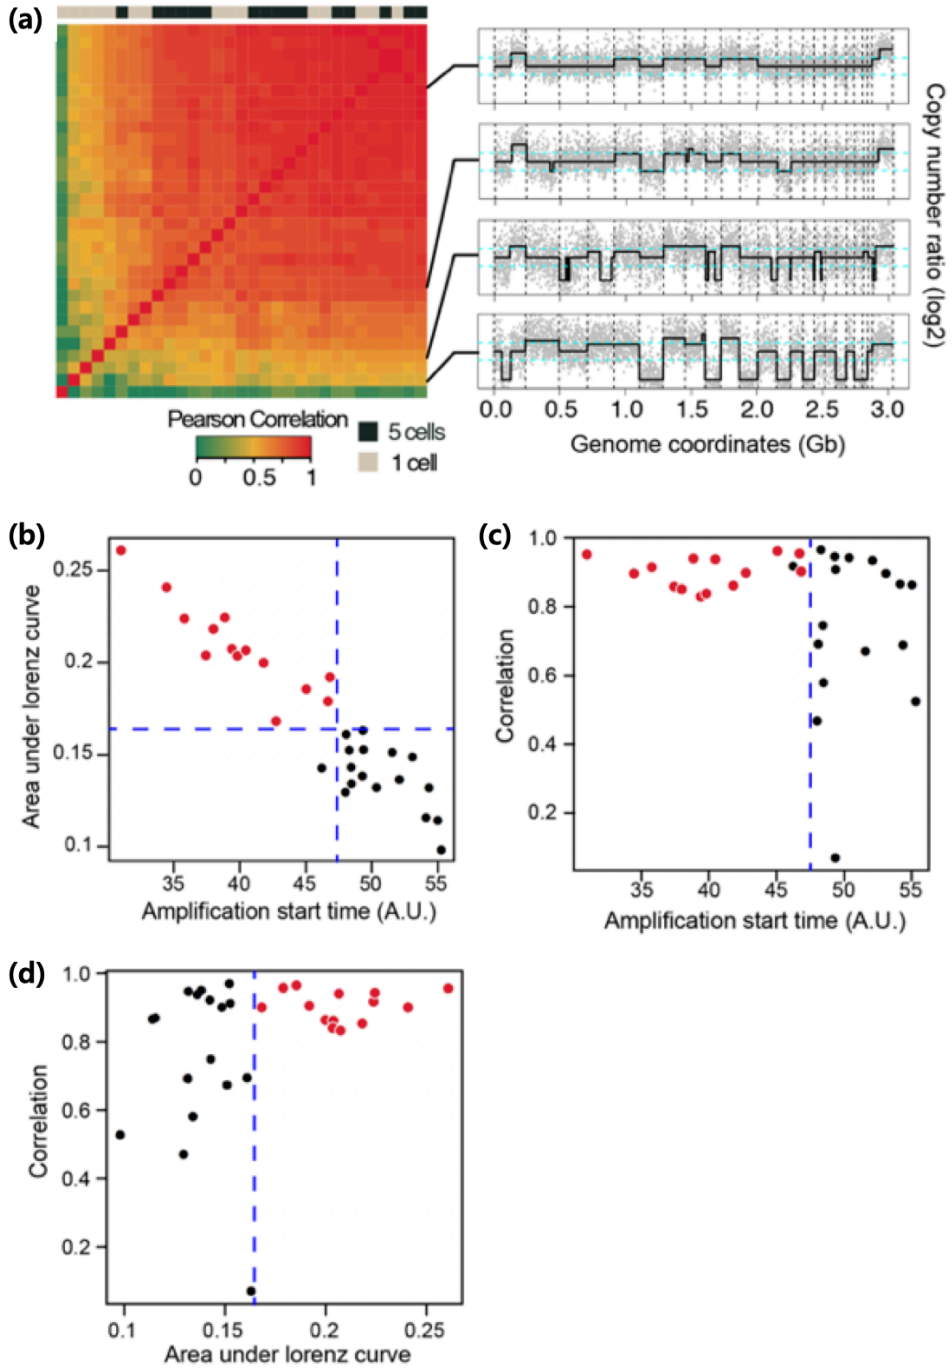 (a)
Copy number ratio (log2)
0.0 0.5 1.0 1.5 2.0 2.5 3.0
Genome coordinates (Gb)
Pearson Correlation
0 0.5 1
5 cells
1 cell
(b)
Area under lorenz curve
0.25
0.2
0.15
0.1
35 40 45 50 55
Amplification start time (A.U.)
(c)
Correlation
1.0
0.8
0.6
0.4
0.2
35 40 45 50 55
Amplification start time (A.U.)
(d)
Correlation
1.0
0.8
0.6
0.4
0.2
0.1 0.15 0.2 0.25
Area under lorenz curve